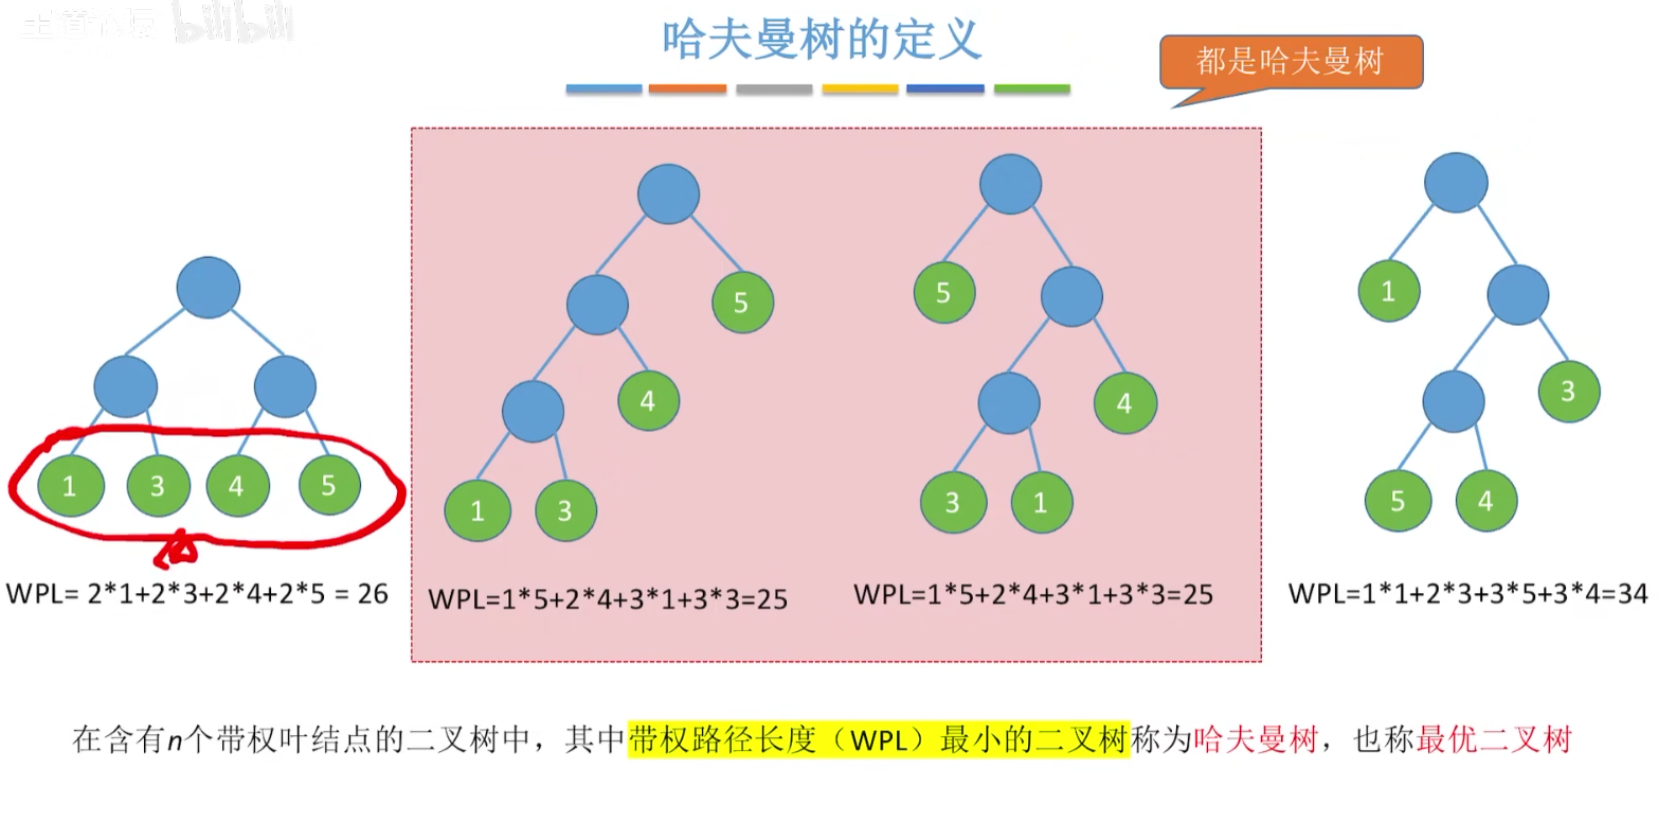 bilibili
哈夫曼树的定义
都是哈夫曼树
1 3 4 5
WPL= 2*1+2*3+2*4+2*5 = 26
5
4
1 3
WPL=1*5+2*4+3*1+3*3=25
5
4
3 1
WPL=1*5+2*4+3*1+3*3=25
1
3
5 4
WPL=1*1+2*3+3*5+3*4=34
在含有n个带权叶结点的二叉树中，其中带权路径长度（WPL）最小的二叉树称为哈夫曼树，也称最优二叉树